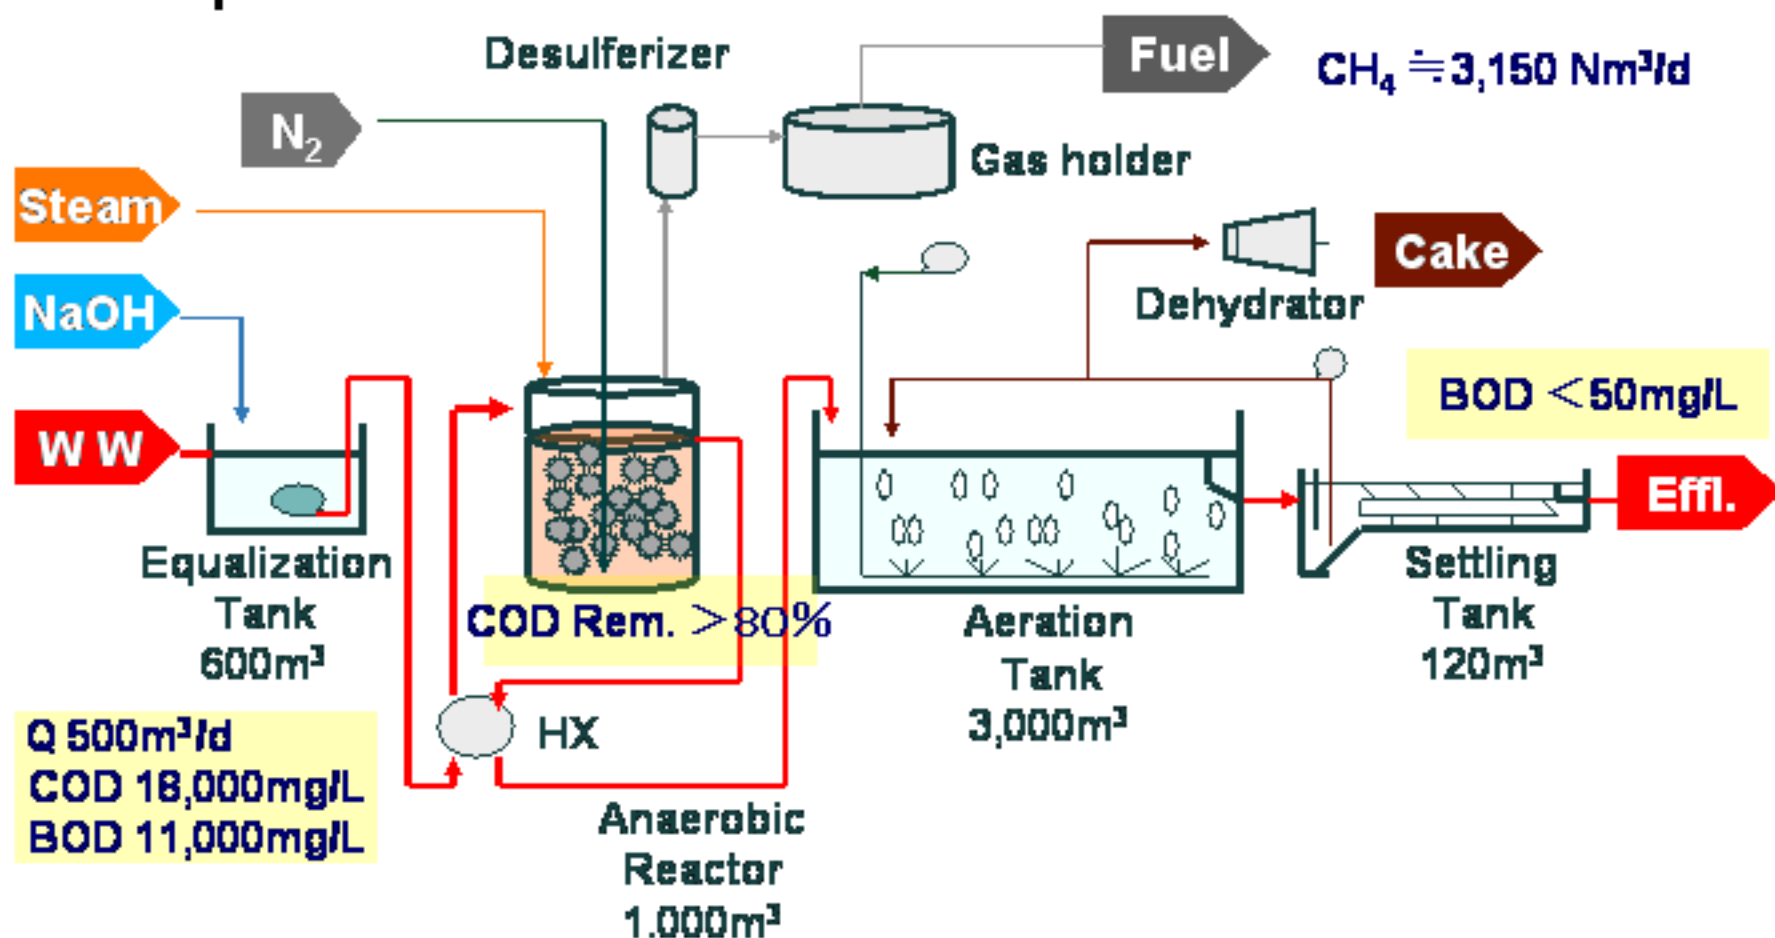 Desulferizer
Fuel
CH₄ ≒3,150 Nm³/d
N₂
Gas holder
Steam
Cake
NaOH
Dehydrator
BOD <50mg/L
W W
Effl.
Equalization
Tank
600m³
COD Rem. >80%
Aeration
Tank
3,000m³
Settling
Tank
120m³
Q 500m³/d
COD 18,000mg/L
BOD 11,000mg/L
HX
Anaerobic
Reactor
1,000m³